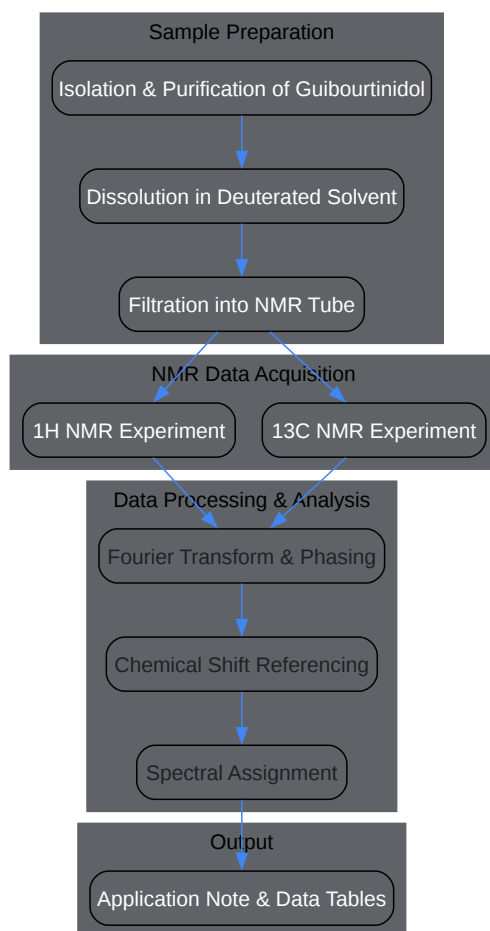 Sample Preparation
Isolation & Purification of Guibourtinidol
Dissolution in Deuterated Solvent
Filtration into NMR Tube
NMR Data Acquisition
1H NMR Experiment
13C NMR Experiment
Data Processing & Analysis
Fourier Transform & Phasing
Chemical Shift Referencing
Spectral Assignment
Output
Application Note & Data Tables